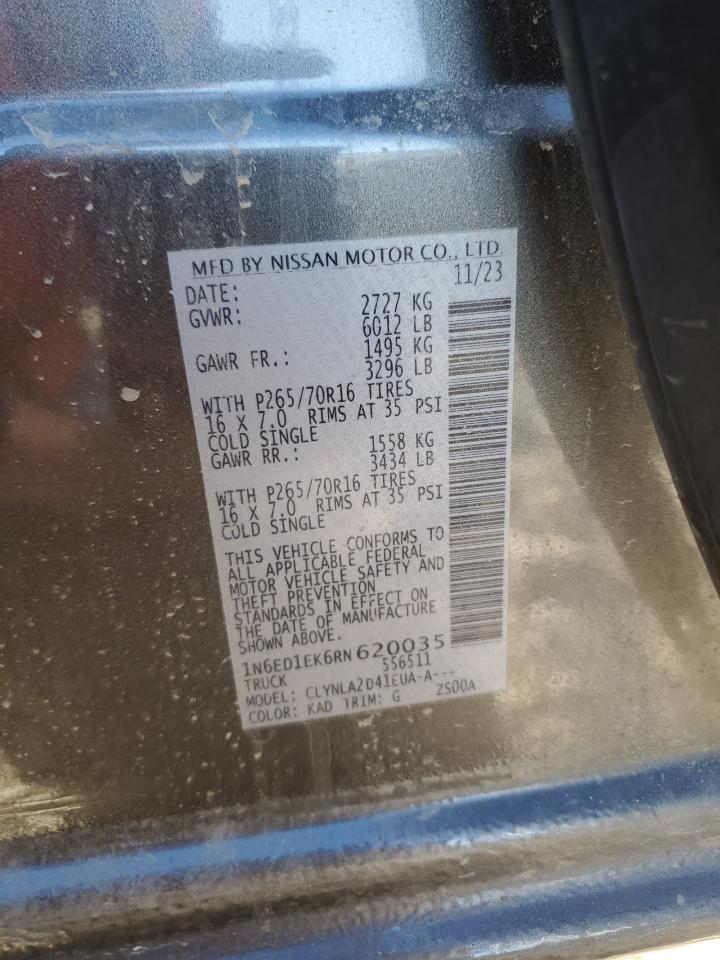 MFD BY NISSAN MOTOR CO., LTD.
DATE: 11/23
GVWR: 2727 KG
6012 LB
GAWR FR.: 1495 KG
3296 LB
WITH P265/70R16 TIRES
16 X 7.0 RIMS AT 35 PSI
COLD SINGLE
GAWR RR.: 1558 KG
3434 LB
WITH P265/70R16 TIRES
16 X 7.0 RIMS AT 35 PSI
COLD SINGLE
THIS VEHICLE CONFORMS TO
ALL APPLICABLE FEDERAL
MOTOR VEHICLE SAFETY AND
THEFT PREVENTION
STANDARDS IN EFFECT ON
THE DATE OF MANUFACTURE
SHOWN ABOVE.
1N6ED1EK6RN620035
TRUCK 556511
MODEL: CLYNLA2D41EUA-A---
COLOR: KAD TRIM: G ZS00A